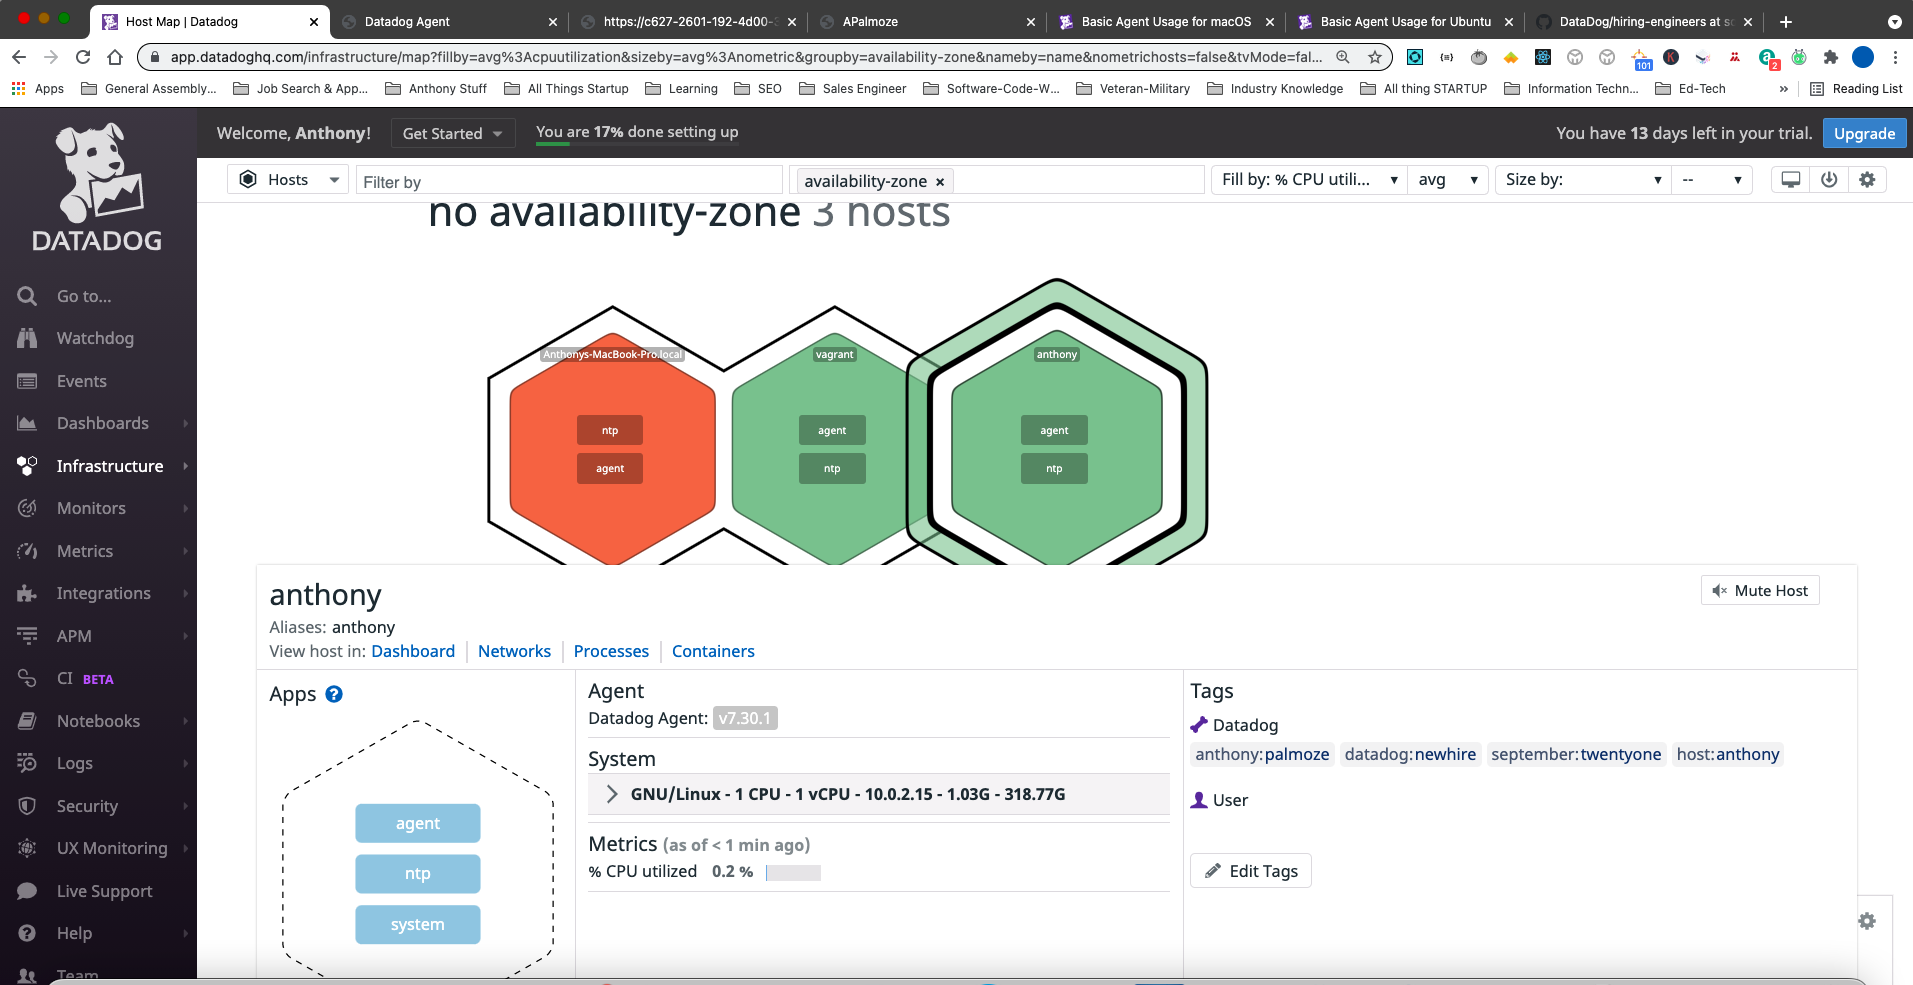 Host Map | Datadog
Datadog Agent
https://c627-2601-192-4d00-3
APalmoze
Basic Agent Usage for macOS
Basic Agent Usage for Ubuntu
DataDog/hiring-engineers at so
app.datadoghq.com/infrastructure/map?fillby=avg%3Acpuutilization&sizeby=avg%3Anometric&groupby=availability-zone&nameby=name&nometrichosts=false&tvMode=fal...
101
K
2
Apps
General Assembly...
Job Search & App...
Anthony Stuff
All Things Startup
Learning
SEO
Sales Engineer
Software-Code-W...
Veteran-Military
Industry Knowledge
All thing STARTUP
Information Techn...
Ed-Tech
»
Reading List
DATADOG
Welcome, Anthony!
Get Started
You are 17% done setting up
You have 13 days left in your trial.
Upgrade
Go to...
Watchdog
Events
Dashboards
Infrastructure
Monitors
Metrics
Integrations
APM
CI BETA
Notebooks
Logs
Security
UX Monitoring
Live Support
Help
Team
Hosts
Filter by
availability-zone ×
Fill by: % CPU utili...
avg
Size by:
--
no availability-zone 3 hosts
Anthonys-MacBook-Pro.local
ntp
agent
vagrant
agent
ntp
anthony
agent
ntp
anthony
Aliases: anthony
View host in: Dashboard | Networks | Processes | Containers
Mute Host
Apps ?
agent
ntp
system
Agent
Datadog Agent: v7.30.1
System
GNU/Linux - 1 CPU - 1 vCPU - 10.0.2.15 - 1.03G - 318.77G
Metrics (as of < 1 min ago)
% CPU utilized 0.2 %
Tags
Datadog
anthony:palmoze datadog:newhire september:twentyone host:anthony
User
Edit Tags